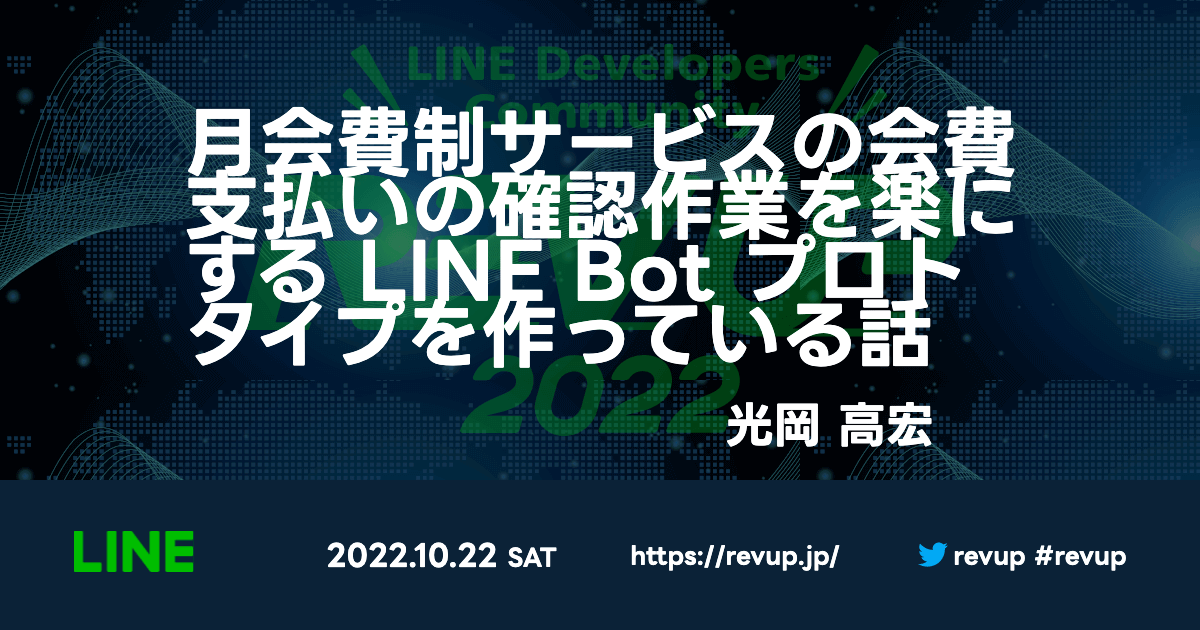 LINE Developers
Community
REVUP
2022
月会費制サービスの会費
支払いの確認作業を楽に
する LINE Bot プロト
タイプを作っている話
光岡 高宏
LINE
2022.10.22 SAT
https://revup.jp/
revup #revup